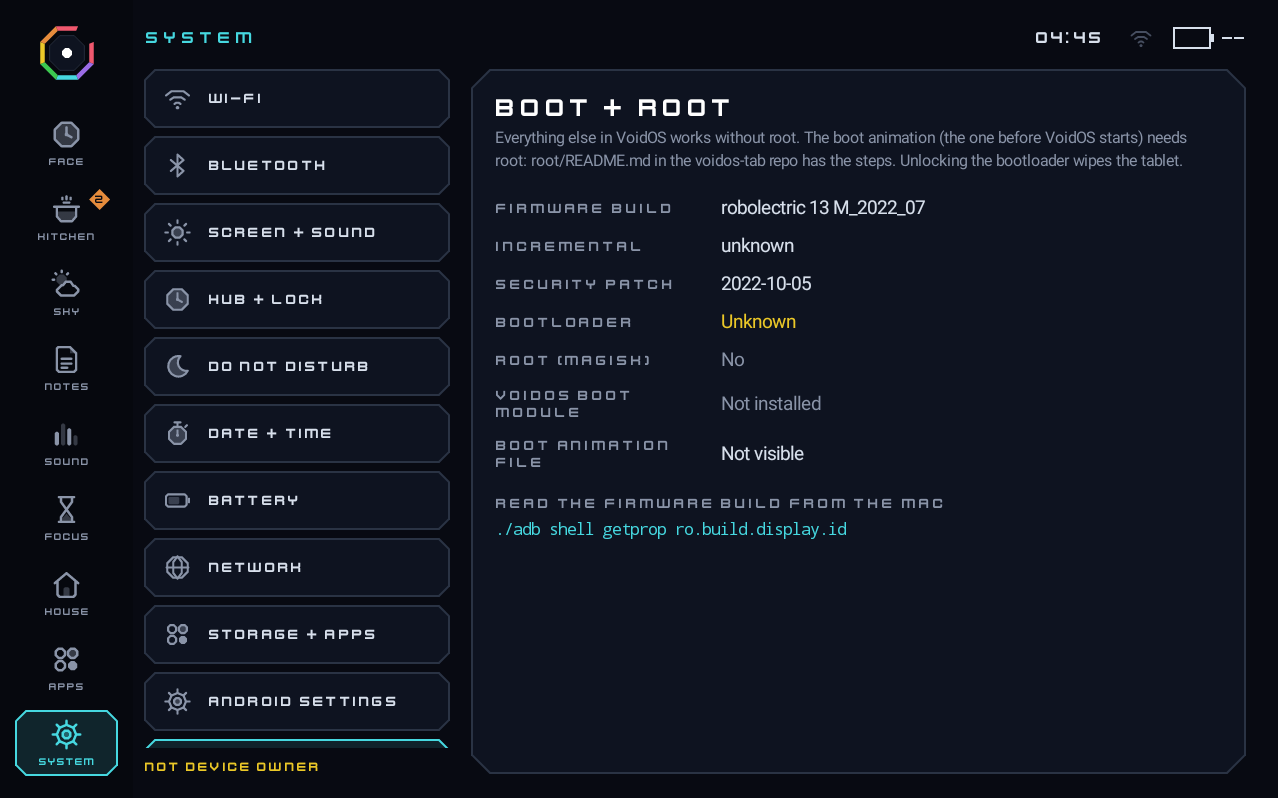 SYSTEM
04:45
--
FACE
2
KITCHEN
SKY
NOTES
SOUND
FOCUS
HOUSE
APPS
SYSTEM
WI-FI
BLUETOOTH
SCREEN + SOUND
HUB + LOCK
DO NOT DISTURB
DATE + TIME
BATTERY
NETWORK
STORAGE + APPS
ANDROID SETTINGS
NOT DEVICE OWNER
BOOT + ROOT
Everything else in VoidOS works without root. The boot animation (the one before VoidOS starts) needs
root: root/README.md in the voidos-tab repo has the steps. Unlocking the bootloader wipes the tablet.
FIRMWARE BUILD robolectric 13 M_2022_07
INCREMENTAL unknown
SECURITY PATCH 2022-10-05
BOOTLOADER Unknown
ROOT (MAGISK) No
VOIDOS BOOT
MODULE Not installed
BOOT ANIMATION
FILE Not visible
READ THE FIRMWARE BUILD FROM THE MAC
./adb shell getprop ro.build.display.id